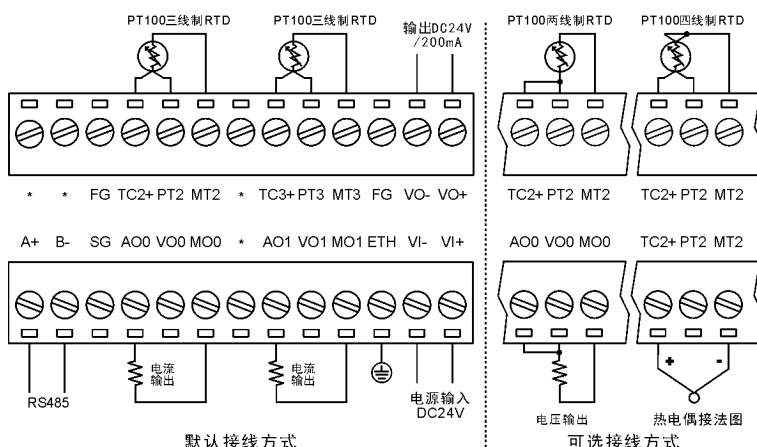 PT100三线制RTD
PT100三线制RTD
输出DC24V
/200mA
PT100两线制RTD
PT100四线制RTD
* * FG TC2+ PT2 MT2 * TC3+ PT3 MT3 FG VO- VO+
TC2+ PT2 MT2
TC2+ PT2 MT2
A+ B- SG AO0 VO0 MO0 * AO1 VO1 MO1 ETH VI- VI+
AO0 VO0 MO0
TC2+ PT2 MT2
RS485
电流
输出
电流
输出
电源输入
DC24V
电压输出
+ -
热电偶接法图
默认接线方式
可选接线方式